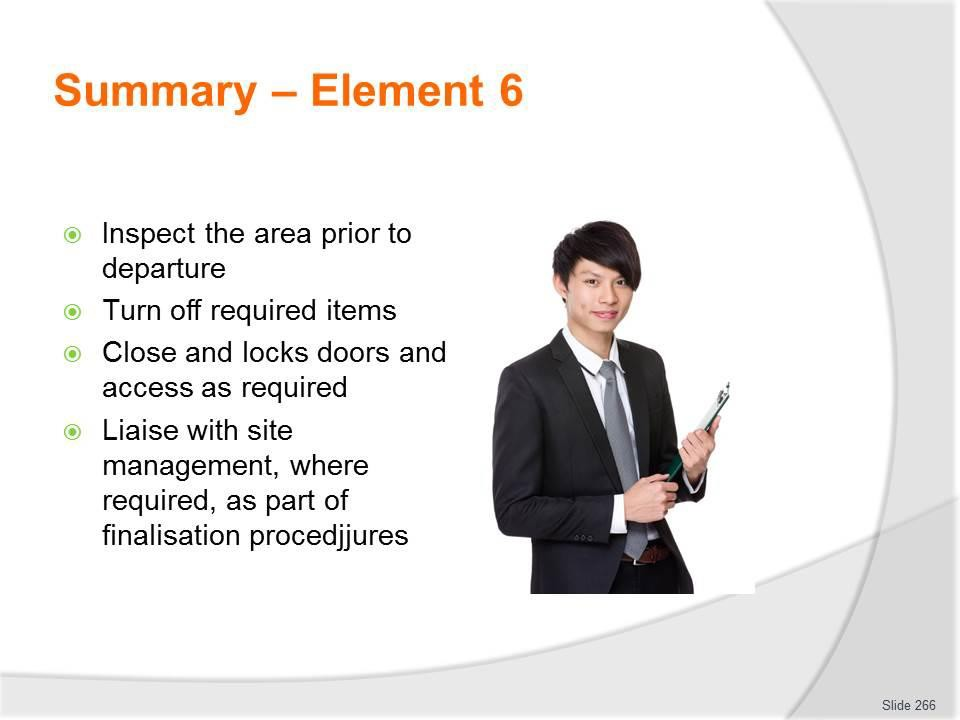 Summary – Element 6
Inspect the area prior to
departure
Turn off required items
Close and locks doors and
access as required
Liaise with site
management, where
required, as part of
finalisation procedjjures
Slide 266